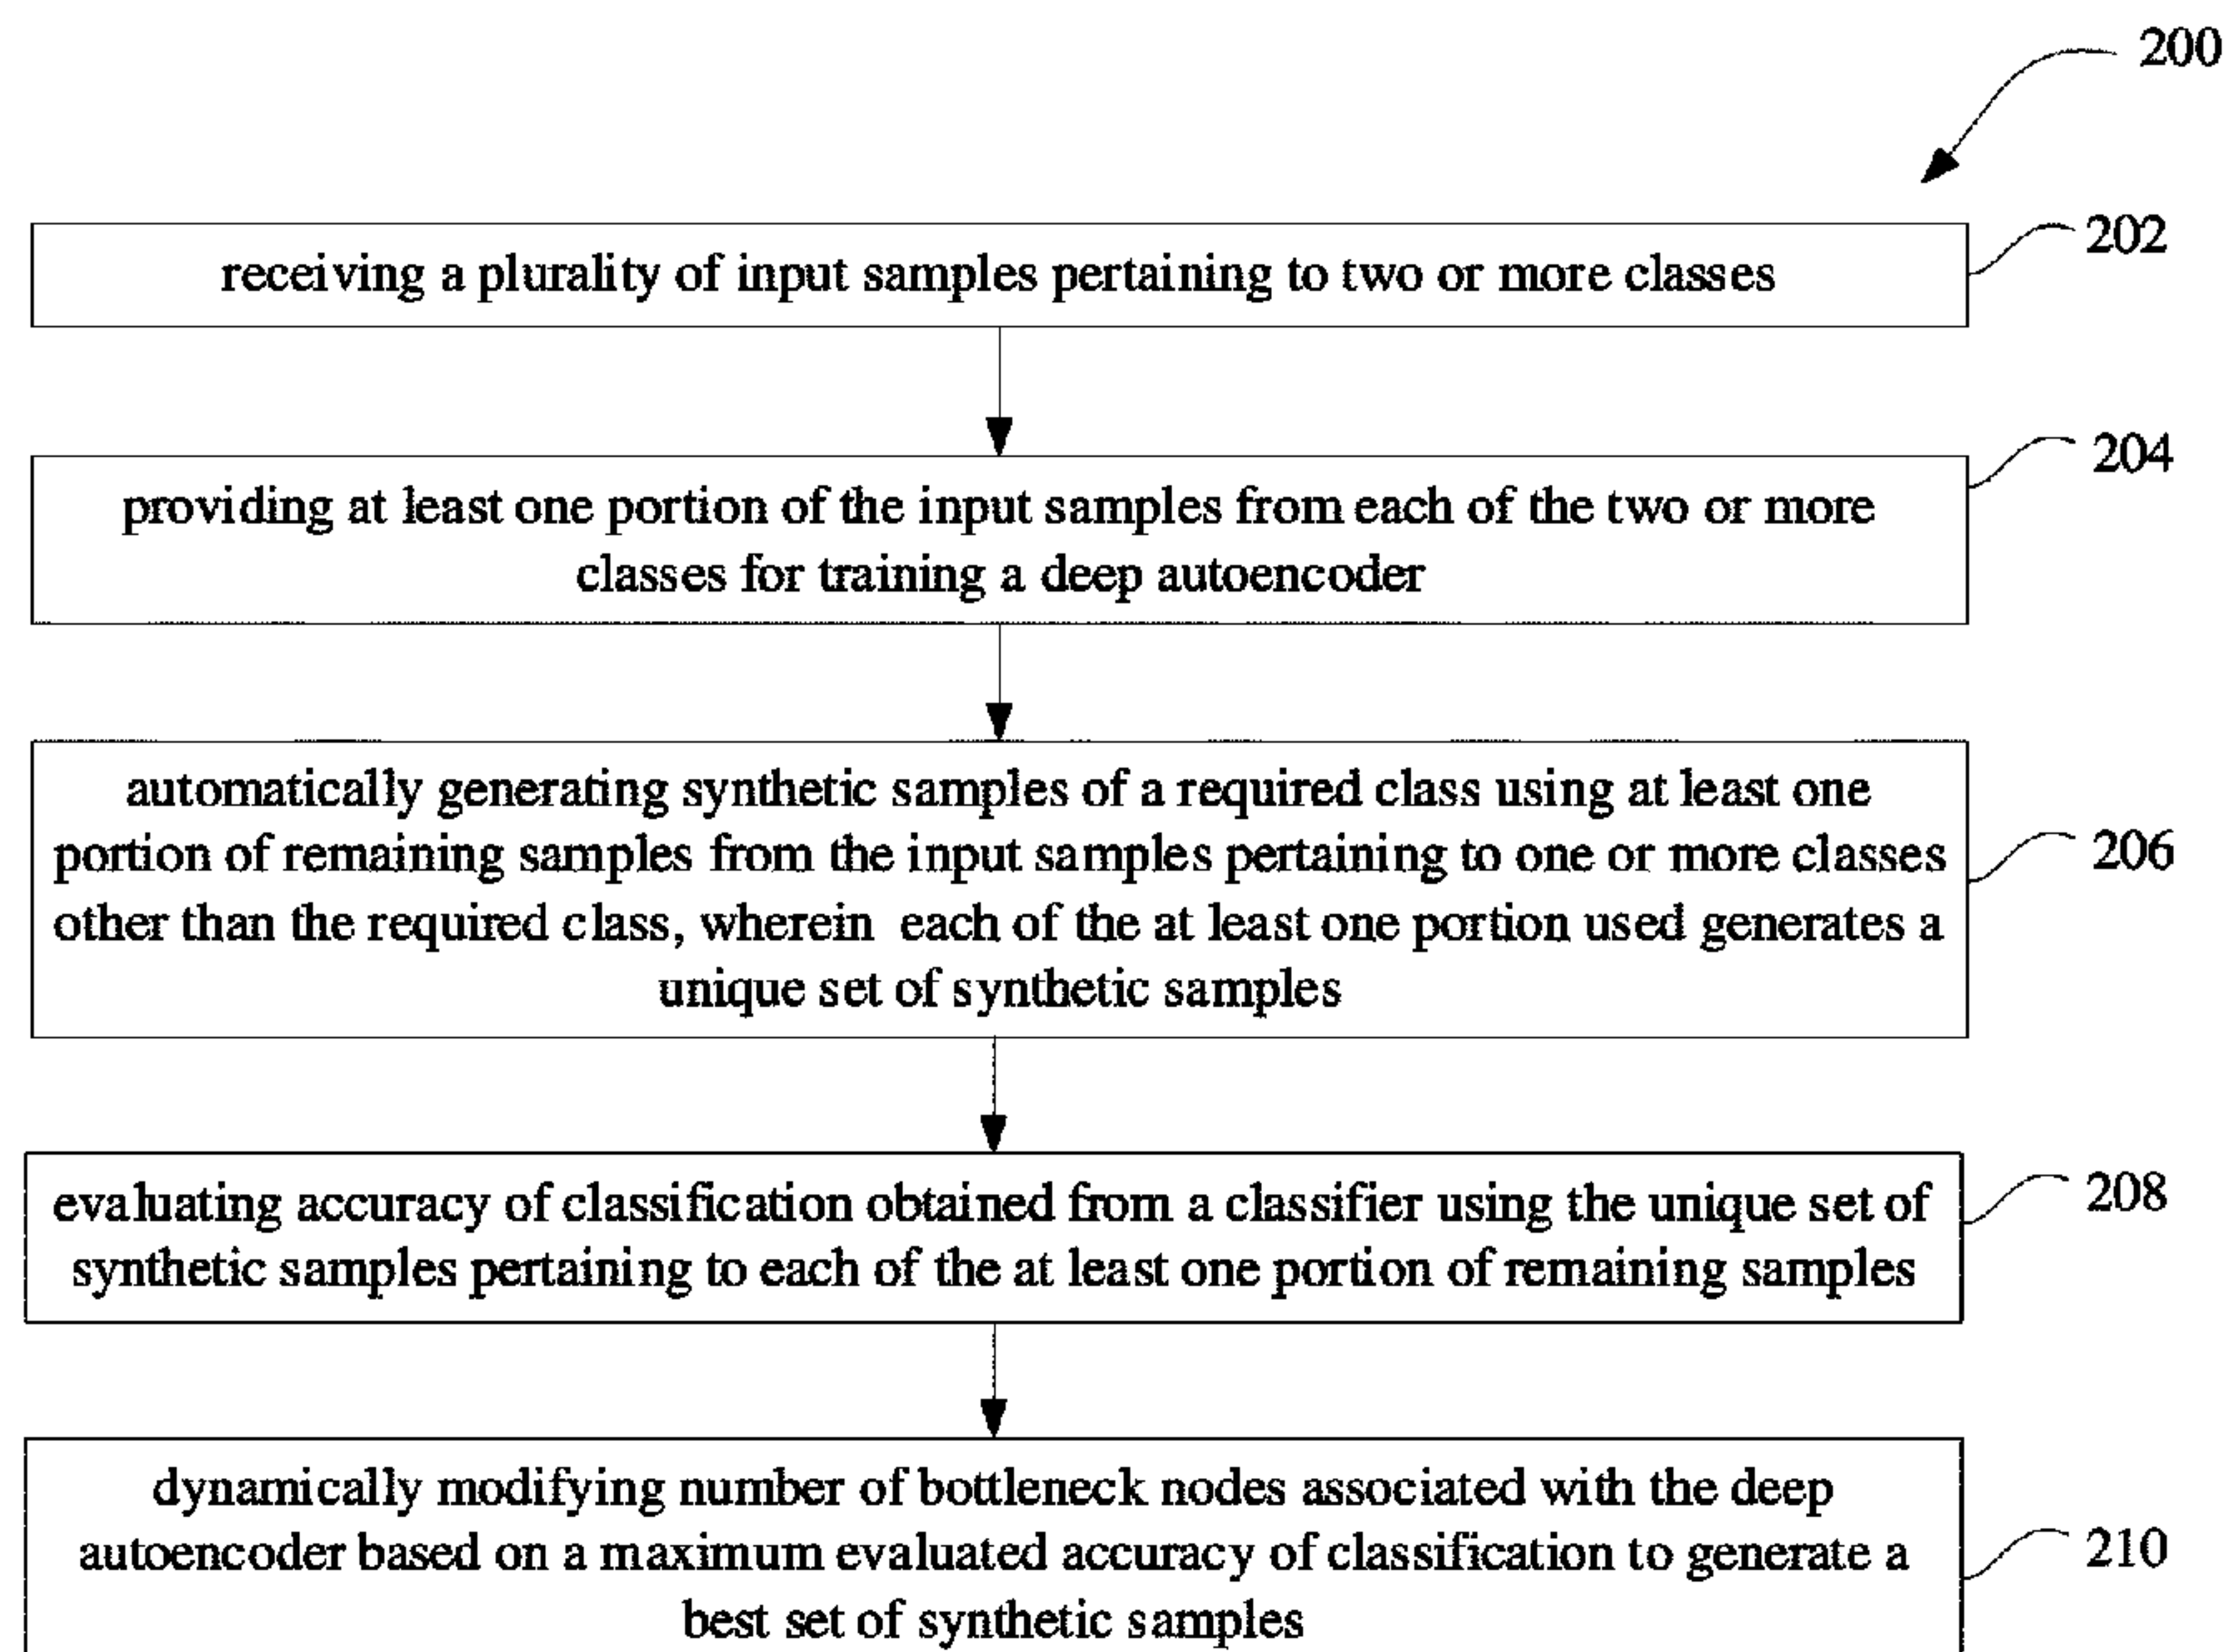 200
receiving a plurality of input samples pertaining to two or more classes
202
providing at least one portion of the input samples from each of the two or more
classes for training a deep autoencoder
204
automatically generating synthetic samples of a required class using at least one
portion of remaining samples from the input samples pertaining to one or more classes
other than the required class, wherein each of the at least one portion used generates a
unique set of synthetic samples
206
evaluating accuracy of classification obtained from a classifier using the unique set of
synthetic samples pertaining to each of the at least one portion of remaining samples
208
dynamically modifying number of bottleneck nodes associated with the deep
autoencoder based on a maximum evaluated accuracy of classification to generate a
best set of synthetic samples
210